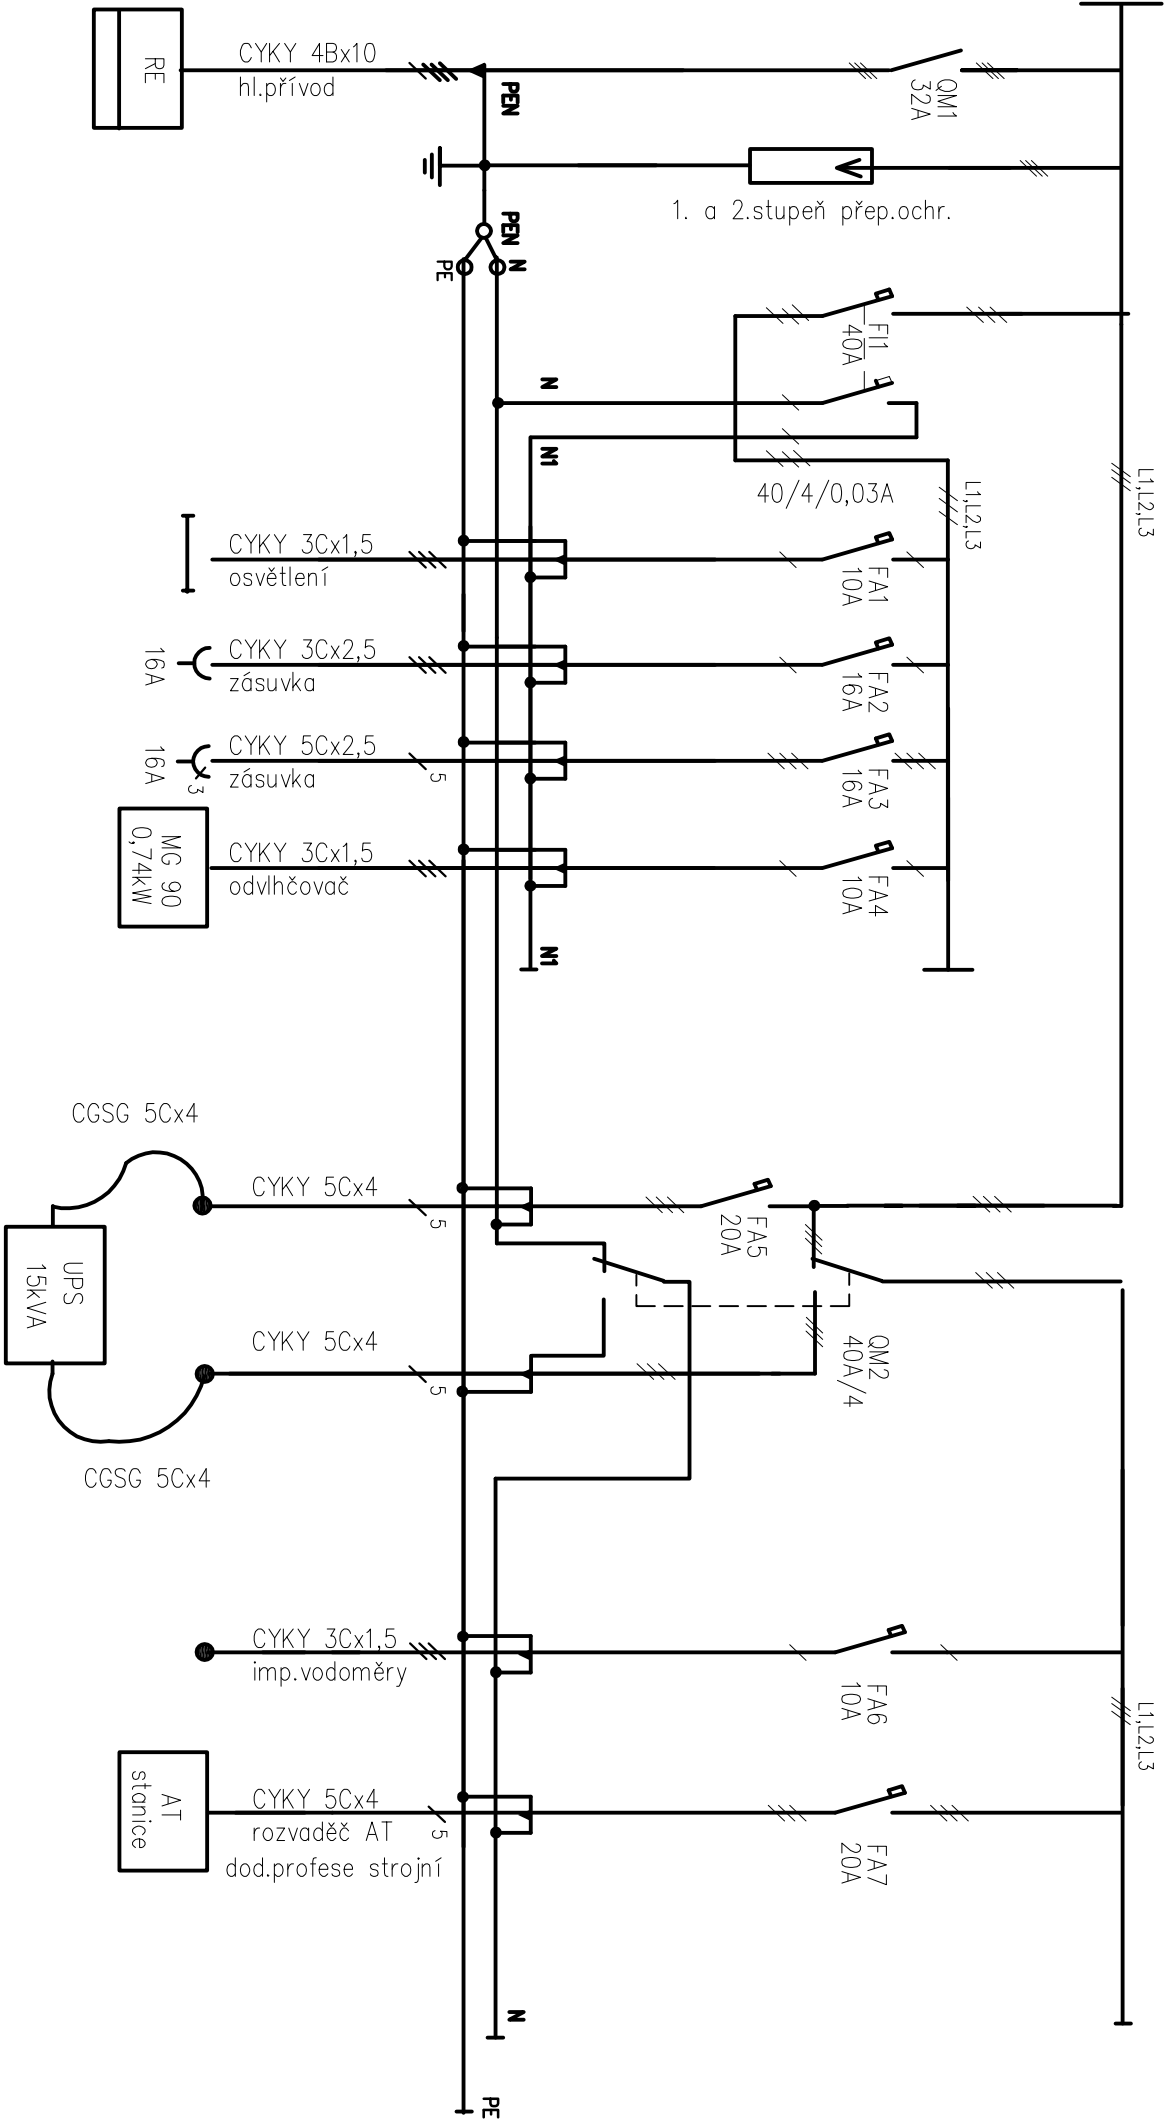 RE
CYKY 4Bx10
hl.přívod
PEN
QM1
32A
1. a 2.stupeň přep.ochr.
PEN
PE
N
FI1
40A
N
N1
40/4/0,03A
L1,L2,L3
L1,L2,L3
CYKY 3Cx1,5
osvětlení
FA1
10A
16A
CYKY 3Cx2,5
zásuvka
FA2
16A
16A
3
CYKY 5Cx2,5
zásuvka
5
FA3
16A
MG 90
0,74kW
CYKY 3Cx1,5
odvlhčovač
FA4
10A
N1
CGSG 5Cx4
CYKY 5Cx4
5
FA5
20A
UPS
15kVA
CYKY 5Cx4
5
QM2
40A/4
CGSG 5Cx4
CYKY 3Cx1,5
imp.vodoměry
FA6
10A
L1,L2,L3
AT
stanice
CYKY 5Cx4
rozvaděč AT
dod.profese strojní
5
FA7
20A
N
PE